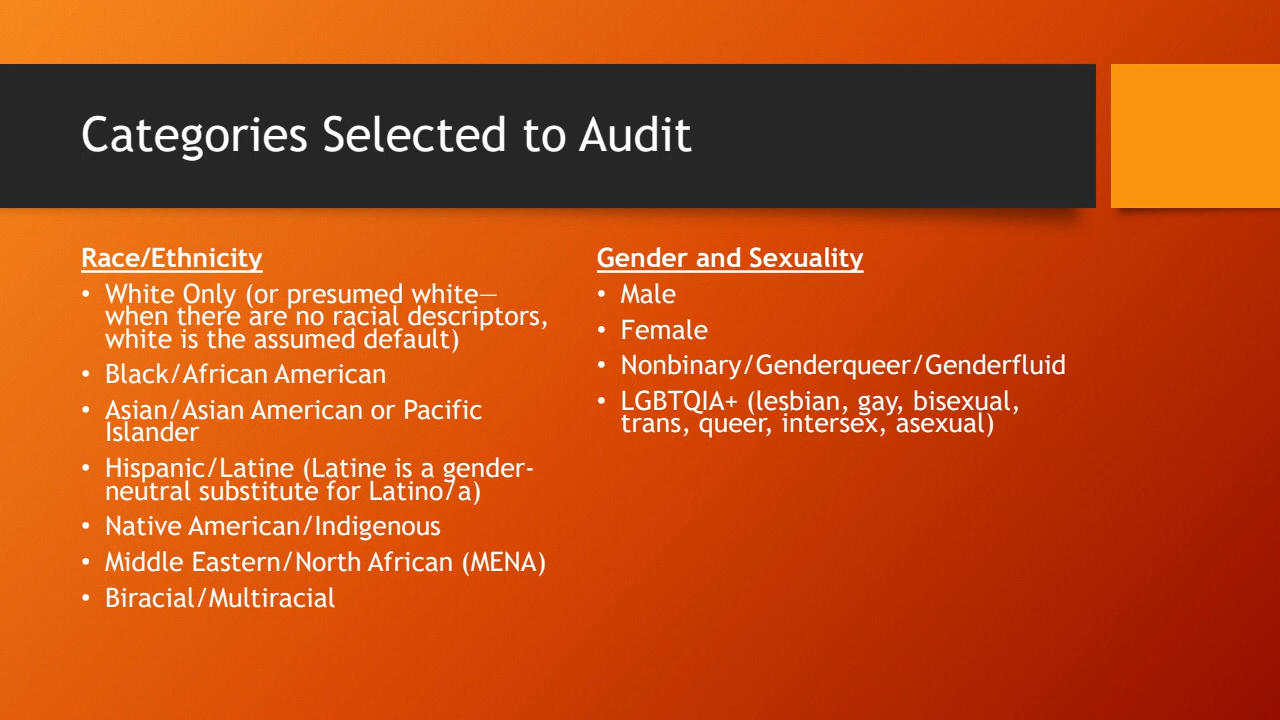 Categories Selected to Audit
Race/Ethnicity
• White Only (or presumed white—
when there are no racial descriptors,
white is the assumed default)
• Black/African American
• Asian/Asian American or Pacific
Islander
• Hispanic/Latine (Latine is a gender-
neutral substitute for Latino/a)
• Native American/Indigenous
• Middle Eastern/North African (MENA)
• Biracial/Multiracial
Gender and Sexuality
• Male
• Female
• Nonbinary/Genderqueer/Genderfluid
• LGBTQIA+ (lesbian, gay, bisexual,
trans, queer, intersex, asexual)